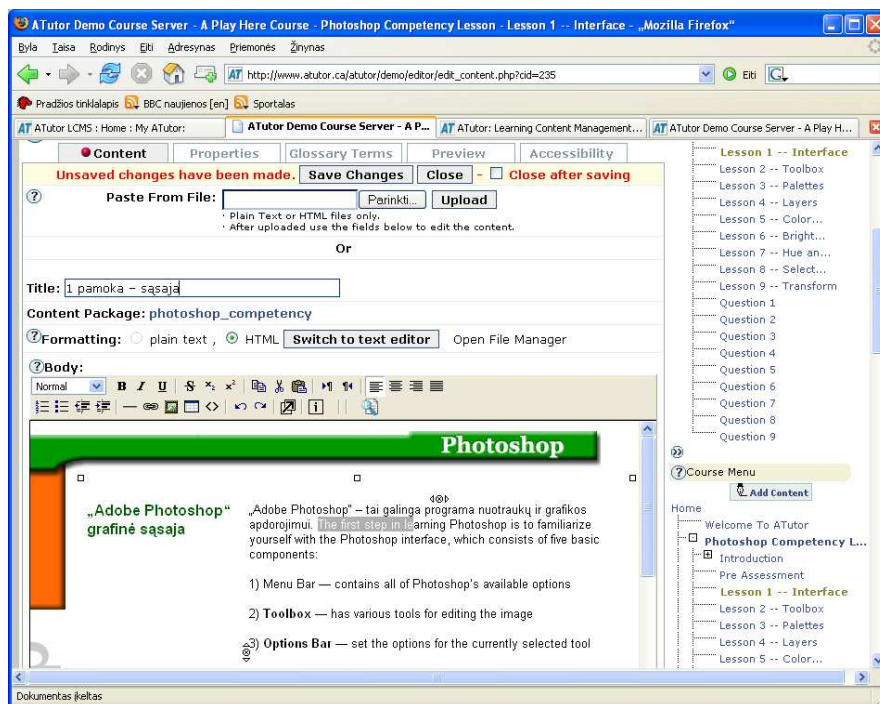 ATutor Demo Course Server - A Play Here Course - Photoshop Competency Lesson - Lesson 1 -- Interface - „Mozilla Firefox“
Byla Taisa Rodinys Eiti Adresynas Priemonės Žinynas
AT http://www.atutor.ca/atutor/demo/editor/edit_content.php?cid=235 Eiti G
Pradžios tinklalapis BBC naujienos [en] Sportalas
AT ATutor LCMS : Home : My ATutor: ATutor Demo Course Server - A P... AT ATutor: Learning Content Management... AT ATutor Demo Course Server - A Play H...
Content Properties Glossary Terms Preview Accessibility
Unsaved changes have been made. Save Changes Close - Close after saving
? Paste From File: Parinkti... Upload
· Plain Text or HTML files only.
· After uploaded use the fields below to edit the content.
Or
Title: 1 pamoka – sąsaja
Content Package: photoshop_competency
?Formatting: plain text , HTML Switch to text editor Open File Manager
?Body:
Normal B I U S x₂ x²
Photoshop
„Adobe Photoshop“
grafinė sąsaja
„Adobe Photoshop“ – tai galinga programa nuotraukų ir grafikos
apdorojimui. The first step in learning Photoshop is to familiarize
yourself with the Photoshop interface, which consists of five basic
components:
1) Menu Bar — contains all of Photoshop's available options
2) Toolbox — has various tools for editing the image
3) Options Bar — set the options for the currently selected tool
Lesson 1 -- Interface
Lesson 2 -- Toolbox
Lesson 3 -- Palettes
Lesson 4 -- Layers
Lesson 5 -- Color...
Lesson 6 -- Bright...
Lesson 7 -- Hue an...
Lesson 8 -- Select...
Lesson 9 -- Transform
Question 1
Question 2
Question 3
Question 4
Question 5
Question 6
Question 7
Question 8
Question 9
?Course Menu
Add Content
Home
Welcome To ATutor
Photoshop Competency L...
Introduction
Pre Assessment
Lesson 1 -- Interface
Lesson 2 -- Toolbox
Lesson 3 -- Palettes
Lesson 4 -- Layers
Lesson 5 -- Color...
Dokumentas įkeltas